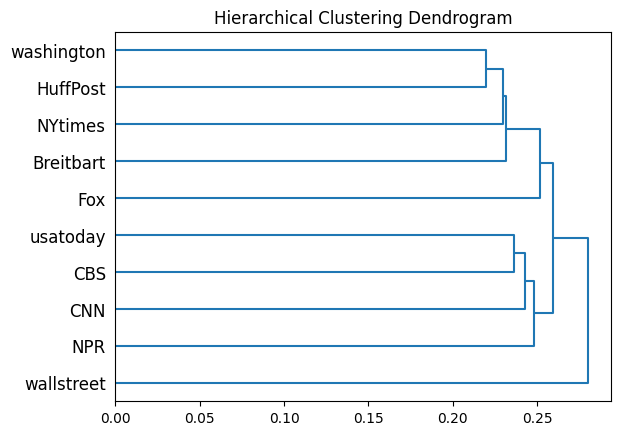 Hierarchical Clustering Dendrogram
washington
HuffPost
NYtimes
Breitbart
Fox
usatoday
CBS
CNN
NPR
wallstreet
0.00 0.05 0.10 0.15 0.20 0.25